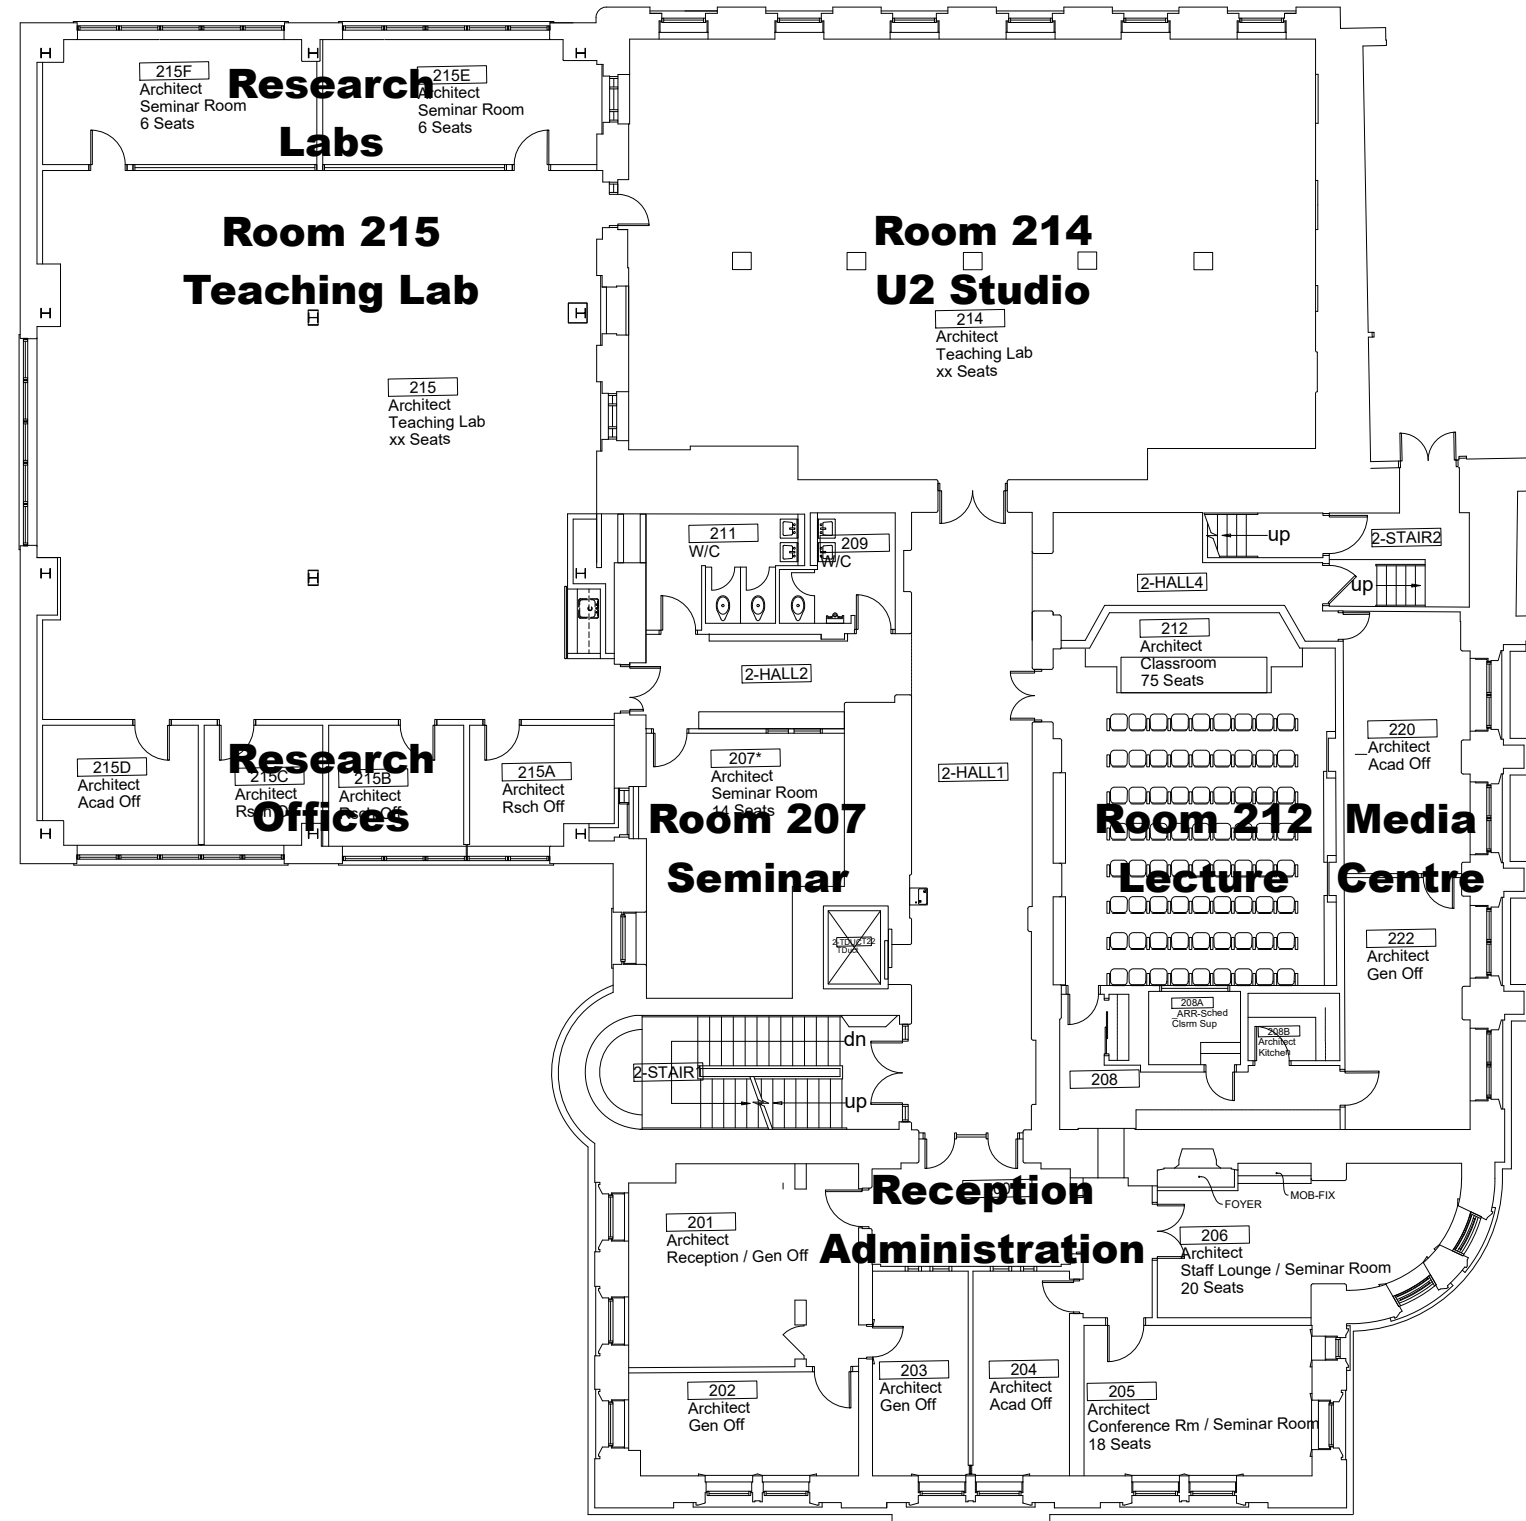 215F
Architect
Seminar Room
6 Seats
215E
Architect
Seminar Room
6 Seats
Research
Labs
Room 215
Teaching Lab
215
Architect
Teaching Lab
xx Seats
Room 214
U2 Studio
214
Architect
Teaching Lab
xx Seats
211
W/C
209
W/C
up
2-STAIR2
up
2-HALL4
212
Architect
Classroom
75 Seats
2-HALL2
2-HALL1
220
_Architect
Acad Off
215D
Architect
Acad Off
215C
Architect
215B
Architect
Rsch Off
215A
Architect
Rsch Off
Research
Offices
207*
Architect
Seminar Room
14 Seats
Room 207
Seminar
Room 212
Lecture
Media
Centre
222
Architect
Gen Off
208A
_ARR-Sched
Clsrm Sup
208B
Architect
Kitchen
208
dn
2-STAIR1
up
Reception
Administration
FOYER
MOB-FIX
201
Architect
Reception / Gen Off
206
Architect
Staff Lounge / Seminar Room
20 Seats
202
Architect
Gen Off
203
Architect
Gen Off
204
Architect
Acad Off
205
Architect
Conference Rm / Seminar Room
18 Seats